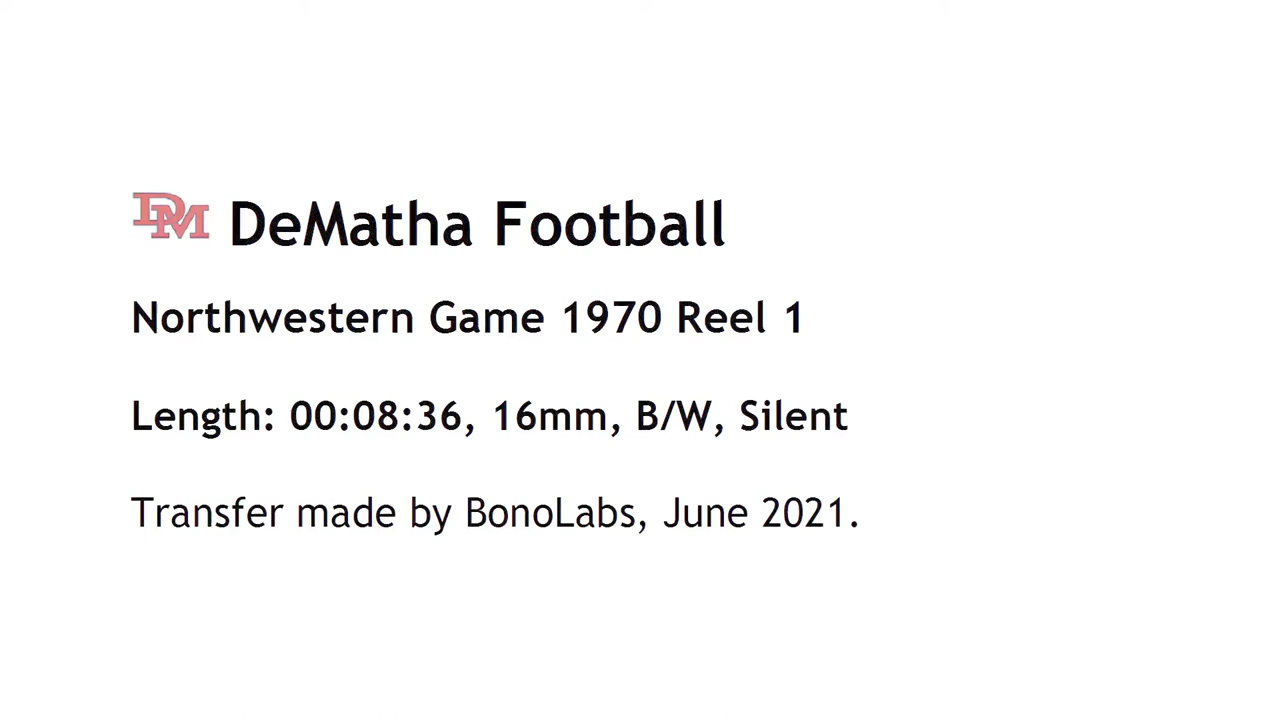 DM DeMatha Football
Northwestern Game 1970 Reel 1
Length: 00:08:36, 16mm, B/W, Silent
Transfer made by BonoLabs, June 2021.